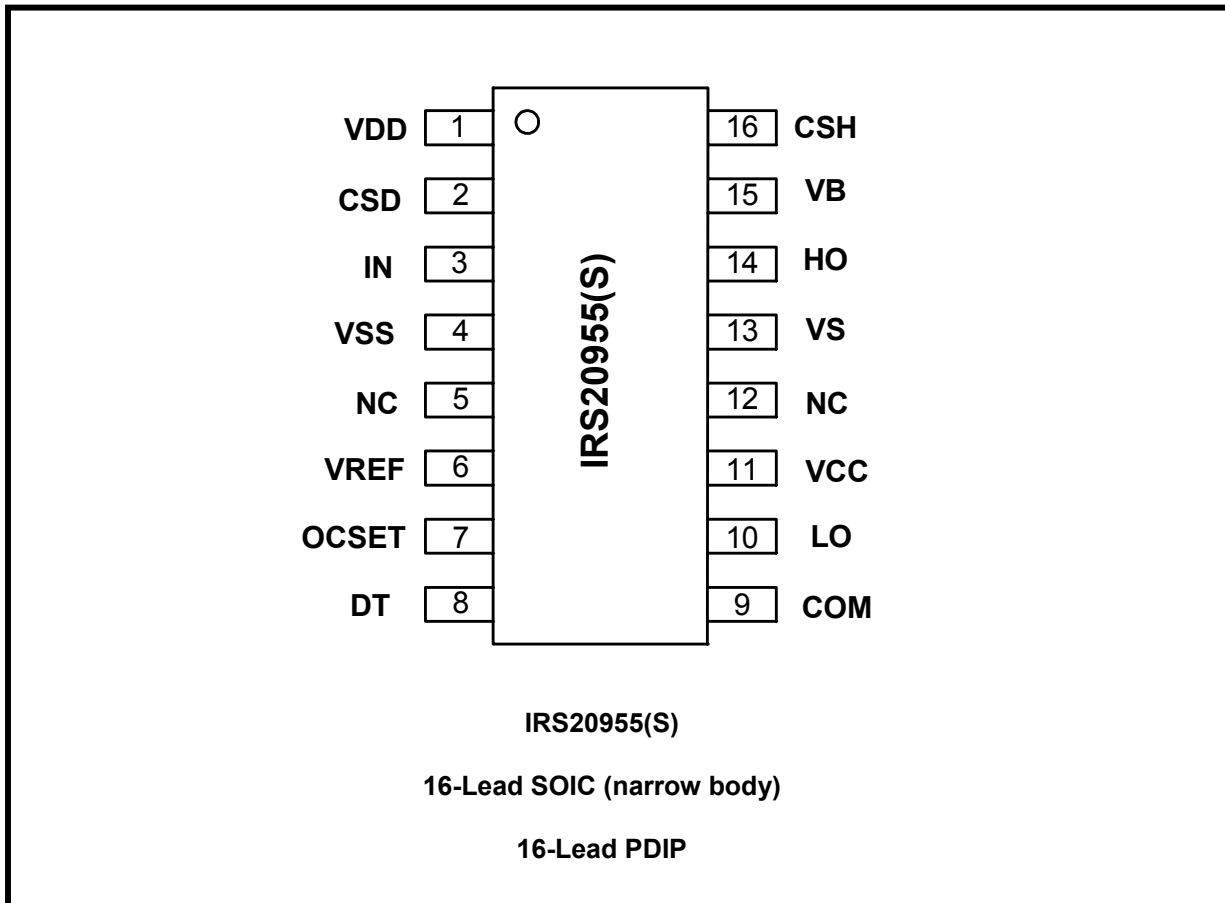 VDD 1 16 CSH
CSD 2 15 VB
IN 3 14 HO
VSS 4 13 VS
NC 5 12 NC
VREF 6 11 VCC
OCSET 7 10 LO
DT 8 9 COM
IRS20955(S)
IRS20955(S)
16-Lead SOIC (narrow body)
16-Lead PDIP